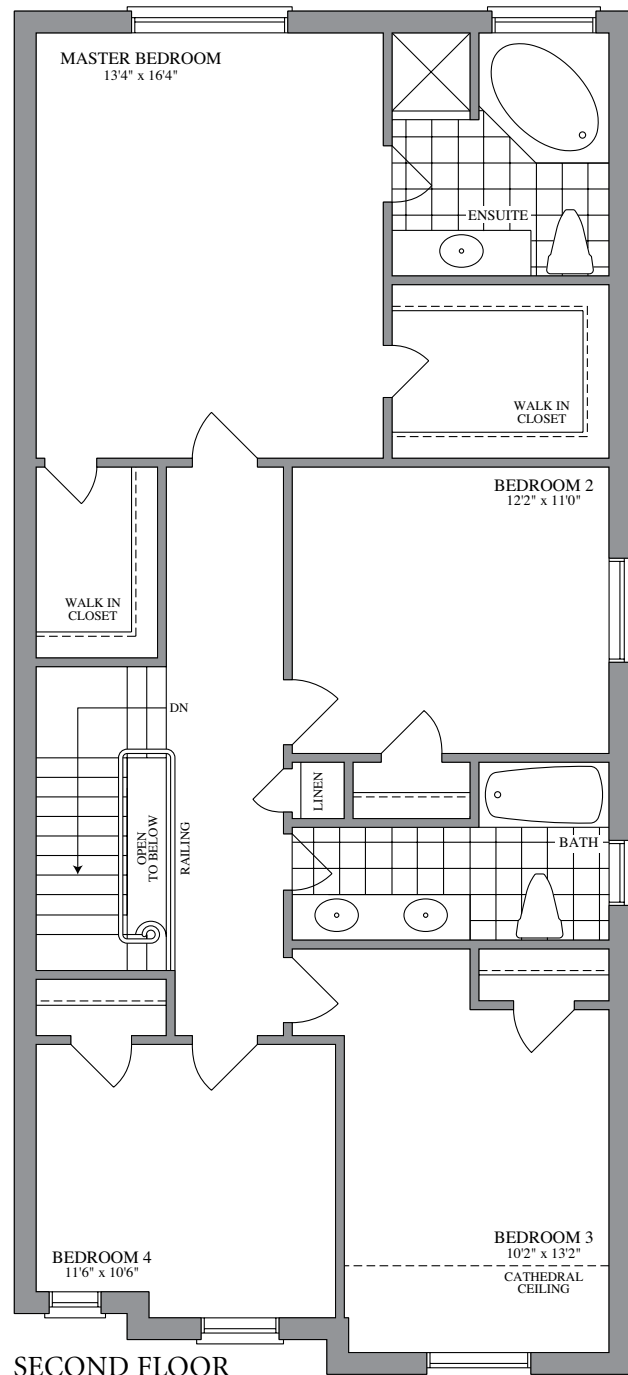 MASTER BEDROOM
13'4" x 16'4"
ENSUITE
WALK IN
CLOSET
BEDROOM 2
12'2" x 11'0"
WALK IN
CLOSET
DN
LINEN
OPEN
TO BELOW
RAILING
BATH
BEDROOM 3
10'2" x 13'2"
CATHEDRAL
CEILING
BEDROOM 4
11'6" x 10'6"
SECOND FLOOR